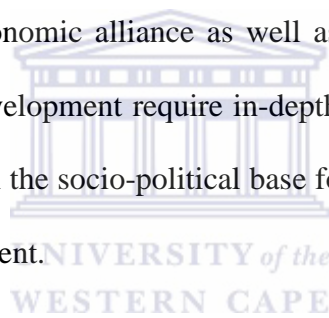 onomic alliance as well as
velopment require in-depth
the socio-political base fo
ent.
UNIVERSITY of the
WESTERN CAPE